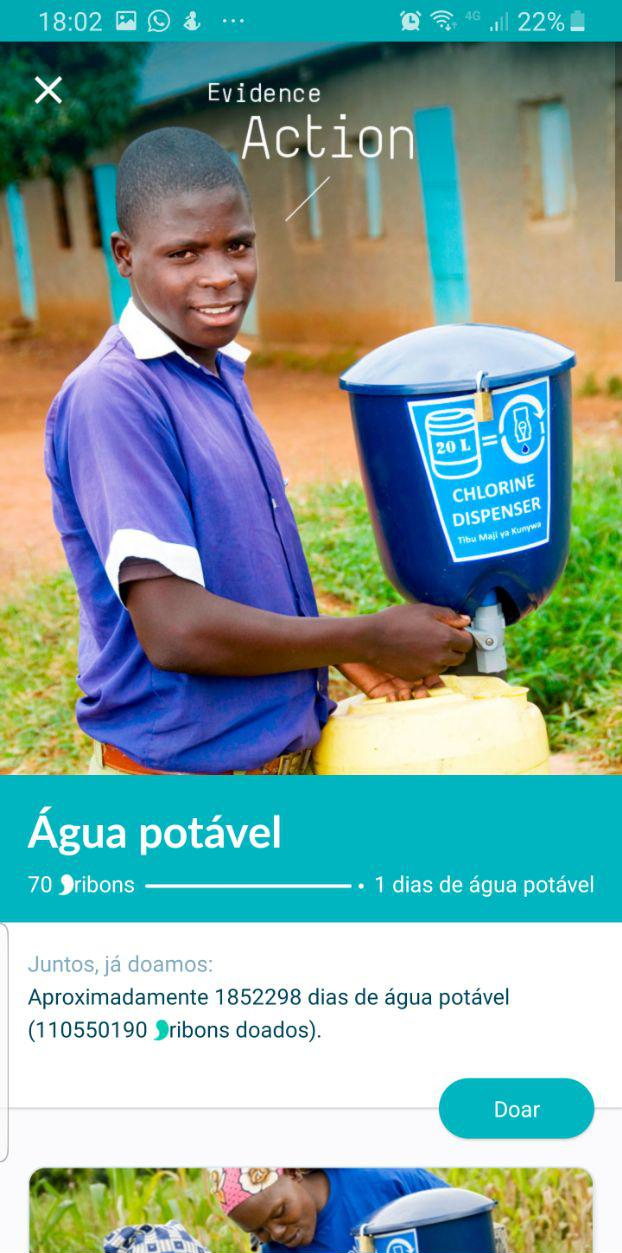 18:02 4G 22%
Evidence
Action
20 L =
CHLORINE
DISPENSER
Tibu Maji ya Kunywa
Água potável
70 ribons 1 dias de água potável
Juntos, já doamos:
Aproximadamente 1852298 dias de água potável
(110550190 ribons doados).
Doar